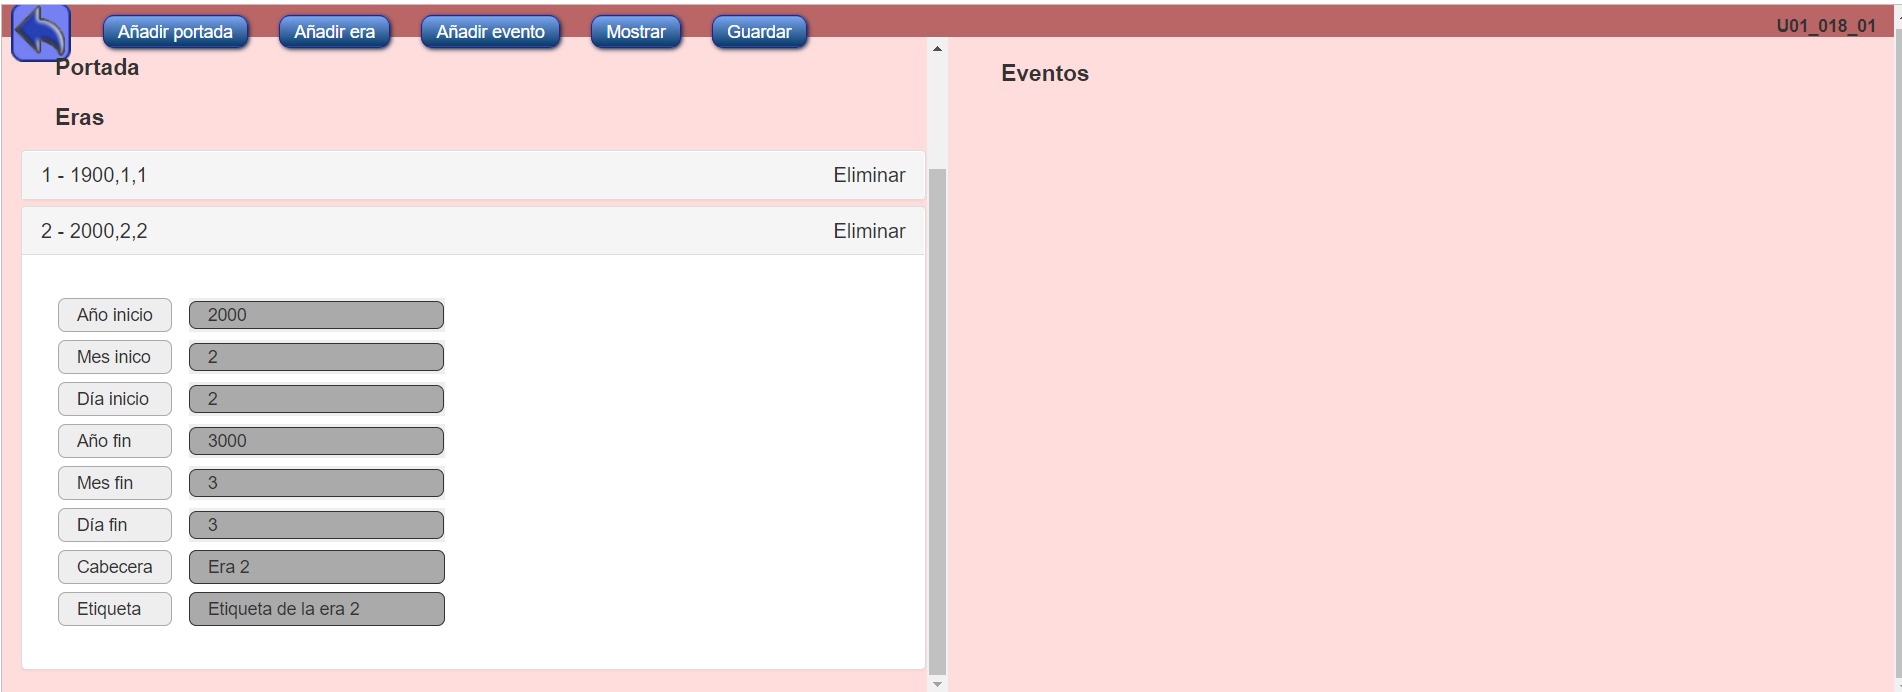 Añadir portada Añadir era Añadir evento Mostrar Guardar U01_018_01
Portada
Eras
1 - 1900,1,1 Eliminar
2 - 2000,2,2 Eliminar
Año inicio 2000
Mes inico 2
Día inicio 2
Año fin 3000
Mes fin 3
Día fin 3
Cabecera Era 2
Etiqueta Etiqueta de la era 2
Eventos